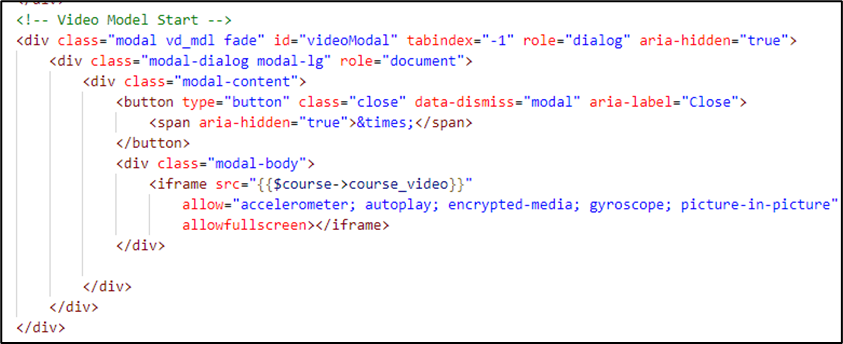 <!-- Video Model Start -->
<div class="modal vd_mdl fade" id="videoModal" tabindex="-1" role="dialog" aria-hidden="true">
<div class="modal-dialog modal-lg" role="document">
<div class="modal-content">
<button type="button" class="close" data-dismiss="modal" aria-label="Close">
<span aria-hidden="true">&times;</span>
</button>
<div class="modal-body">
<iframe src="{{$course->course_video}}"
allow="accelerometer; autoplay; encrypted-media; gyroscope; picture-in-picture"
allowfullscreen></iframe>
</div>
</div>
</div>
</div>